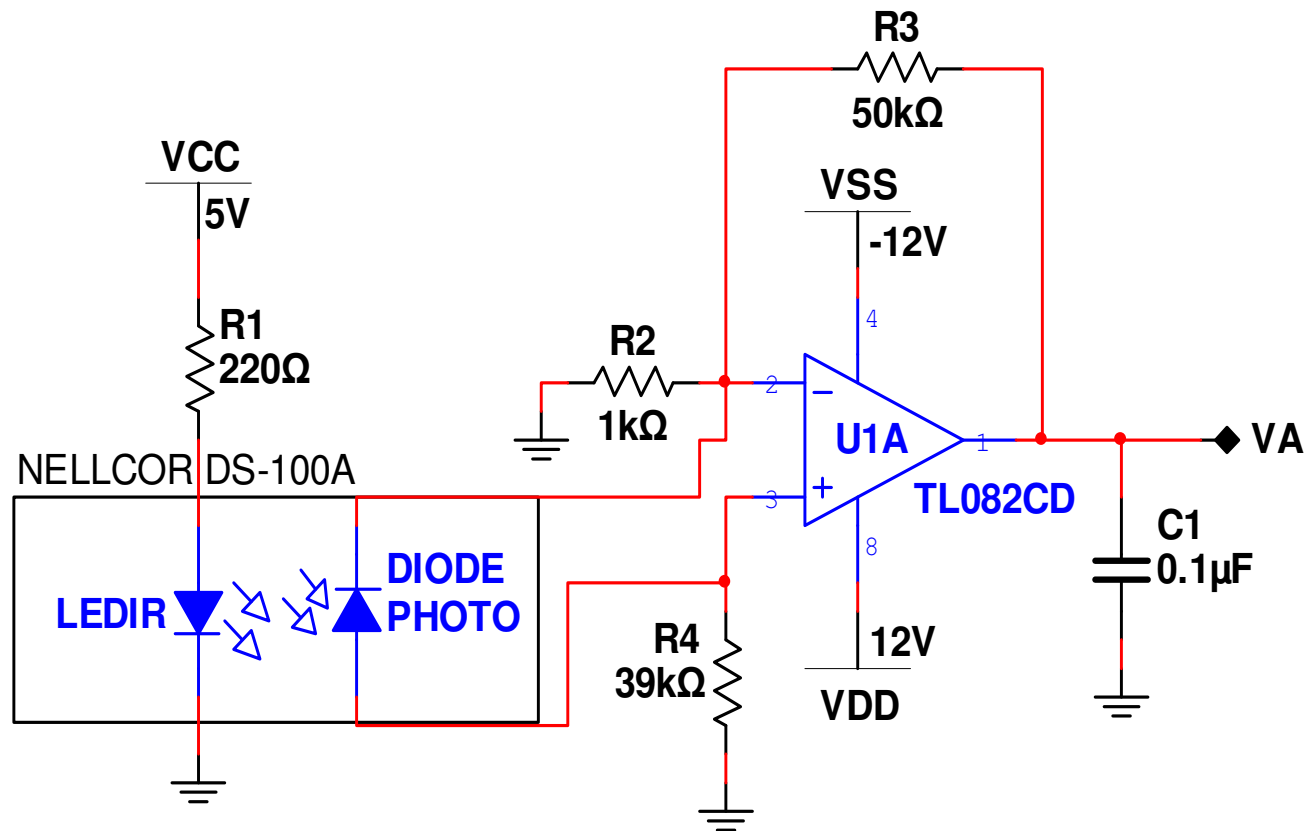 R3
50kΩ
VCC
5V
VSS
-12V
R1
220Ω
4
R2
1kΩ
2
U1A
1
VA
NELLCOR DS-100A
3
TL082CD
C1
0.1µF
8
DIODE
PHOTO
LEDIR
R4
39kΩ
12V
VDD